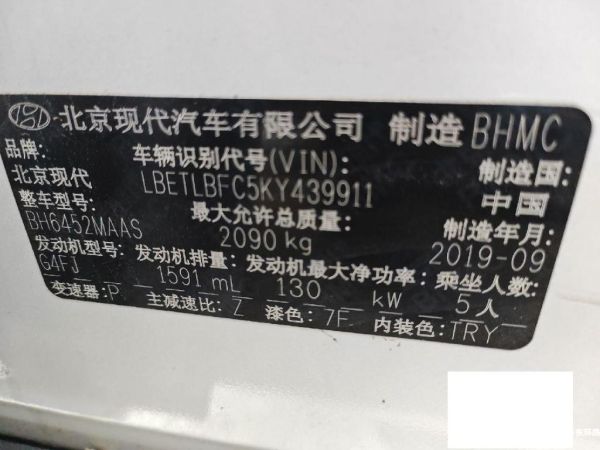 北京现代汽车有限公司 制造 BHMC
品牌: 车辆识别代号(VIN): 制造国:
北京现代 LBETLBFC5KY439911 中国
整车型号: 最大允许总质量: 制造年月:
BH6452MAAS 2090 kg 2019-09
发动机型号: 发动机排量: 发动机最大净功率: 乘坐人数:
G4FJ 1591 mL 130 kW 5人
变速器: P 主减速比: Z 漆色: 7F 内装色: TRY